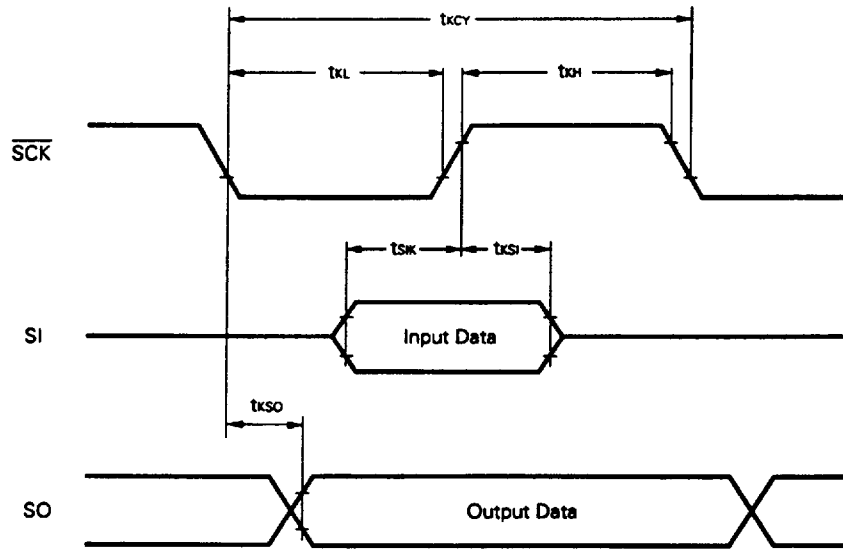 tKCY
tKL
tKH
SCK
tSIK
tKSI
SI
Input Data
tKSO
SO
Output Data